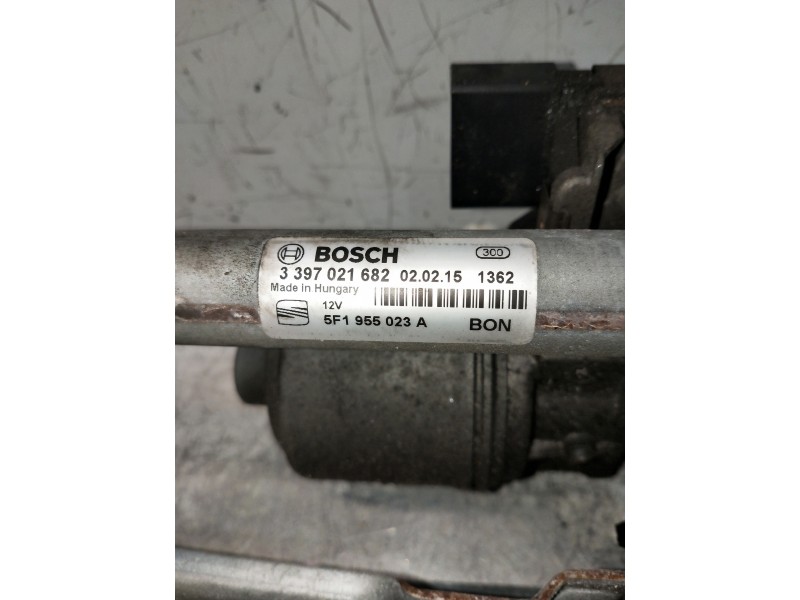 BOSCH 300
3 397 021 682 02.02.15 1362
Made in Hungary
12V
5F1 955 023 A BON